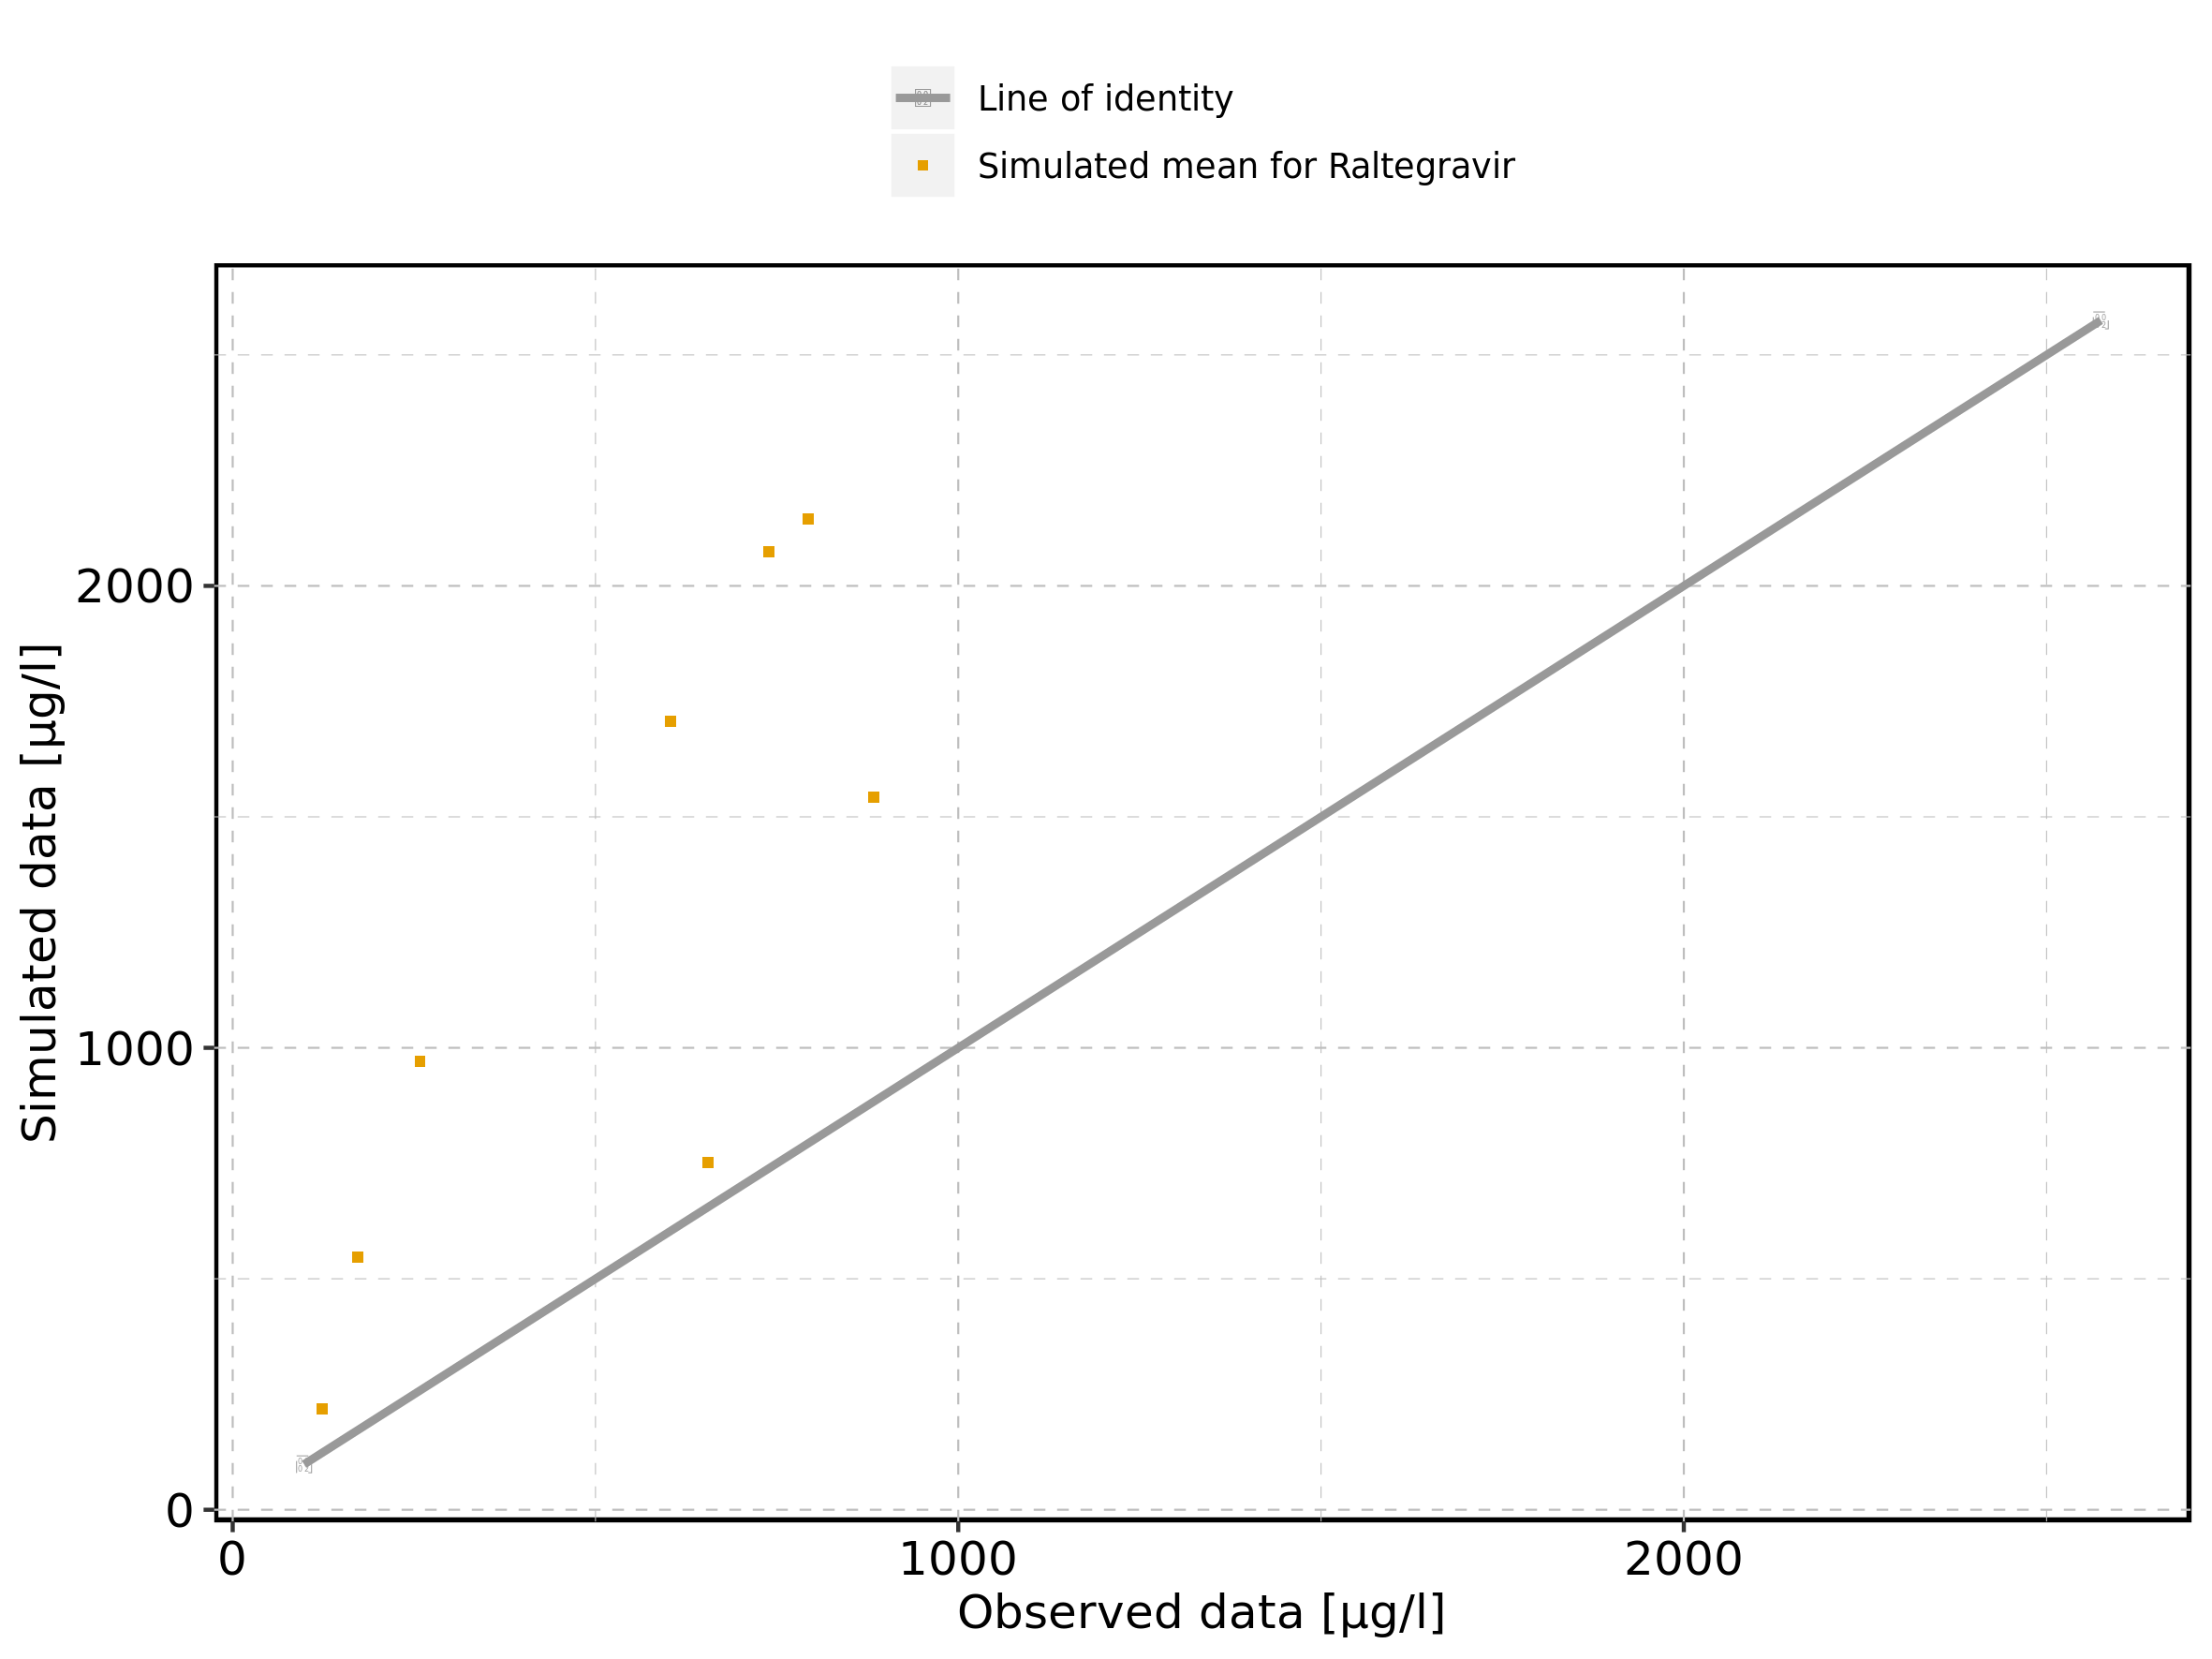 Line of identity
Simulated mean for Raltegravir
Simulated data [µg/l]
2000
1000
0
0 1000 2000
Observed data [µg/l]